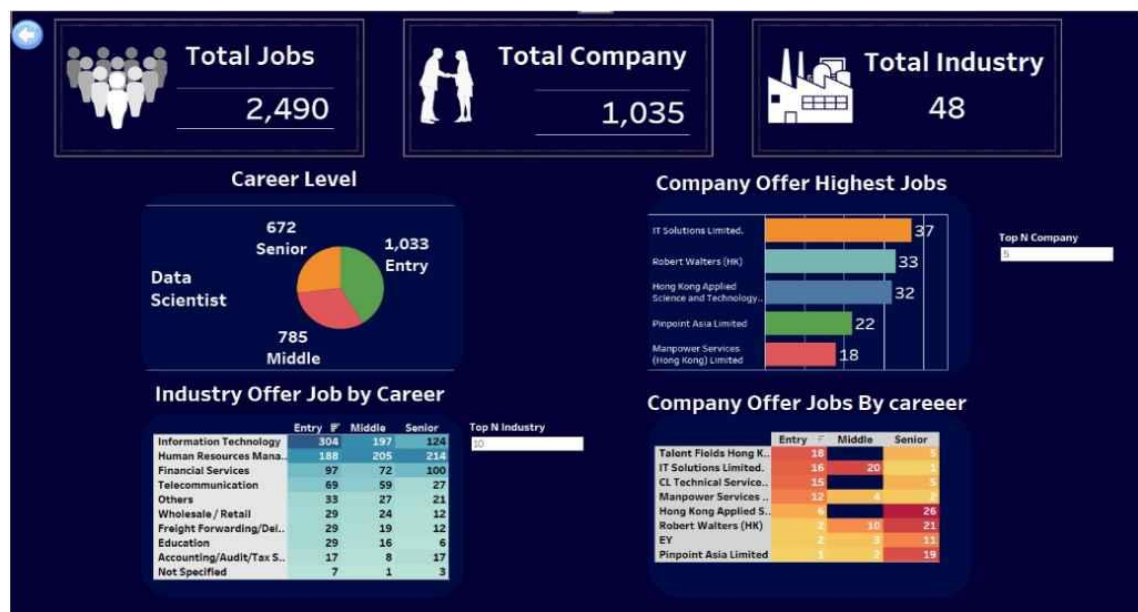 Total Jobs
2,490
Total Company
1,035
Total Industry
48
Career Level
672
Senior
1,033
Entry
Data
Scientist
785
Middle
Company Offer Highest Jobs
IT Solutions Limited. 37
Robert Walters (HK) 33
Hong Kong Applied
Science and Technology.. 32
Pinpoint Asia Limited 22
Manpower Services
(Hong Kong) Limited 18
Top N Company
5
Industry Offer Job by Career
Entry Middle Senior
Information Technology 304 197 124
Human Resources Mana.. 188 205 214
Financial Services 97 72 100
Telecommunication 69 59 27
Others 33 27 21
Wholesale / Retail 29 24 12
Freight Forwarding/Del.. 29 19 12
Education 29 16 6
Accounting/Audit/Tax S.. 17 8 17
Not Specified 7 1 3
Top N Industry
10
Company Offer Jobs By careeer
Entry Middle Senior
Talent Fields Hong K.. 18 5
IT Solutions Limited. 16 20 1
CL Technical Service.. 15 5
Manpower Services .. 12 4 2
Hong Kong Applied S.. 6 26
Robert Walters (HK) 2 10 21
EY 2 3 11
Pinpoint Asia Limited 1 2 19